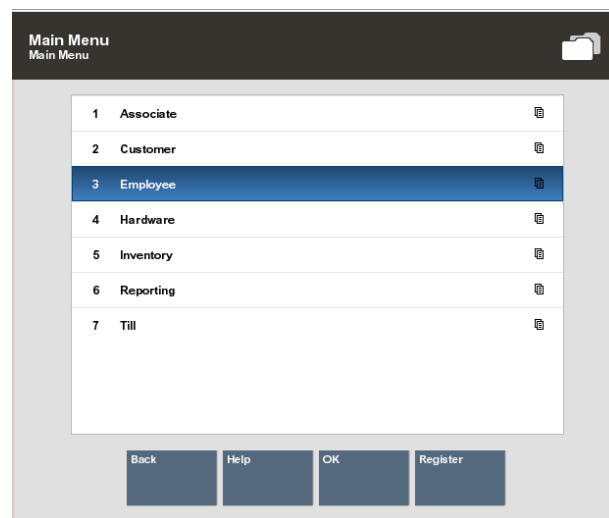 Main Menu
Main Menu
1 Associate
2 Customer
3 Employee
4 Hardware
5 Inventory
6 Reporting
7 Till
Back Help OK Register